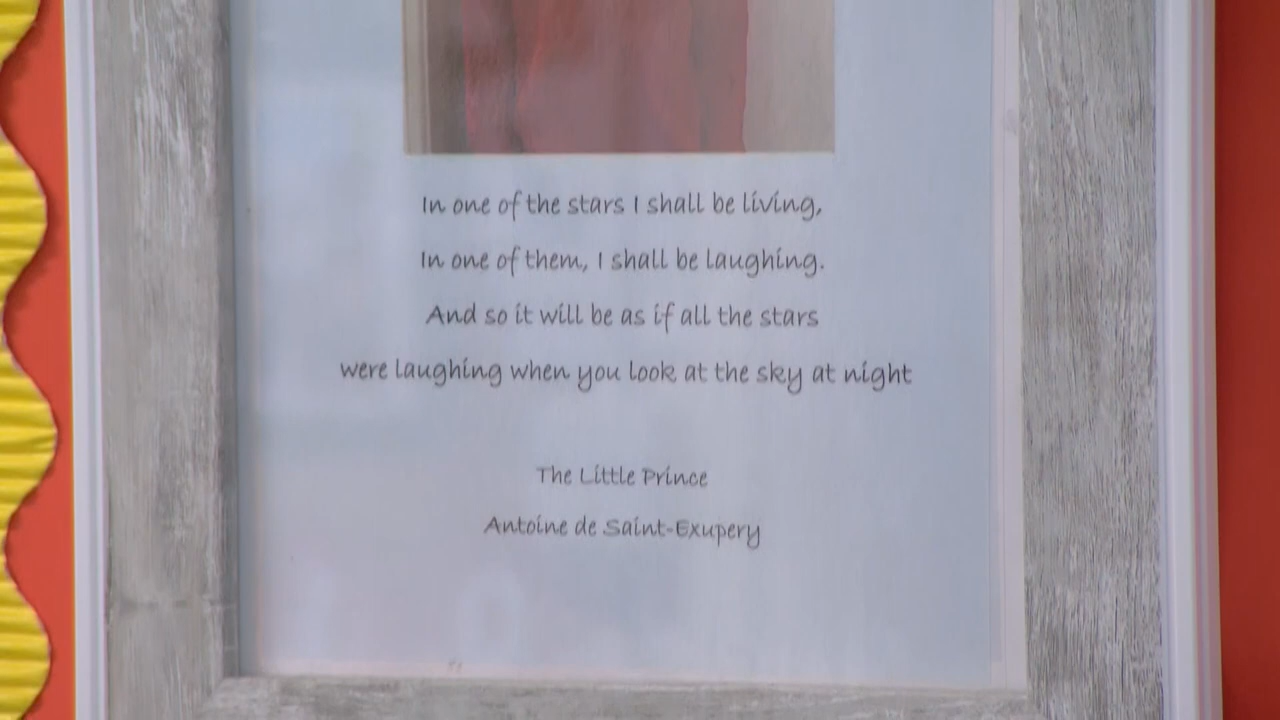 In one of the stars I shall be living,
In one of them, I shall be laughing.
And so it will be as if all the stars
were laughing when you look at the sky at night
The Little Prince
Antoine de Saint-Exupery